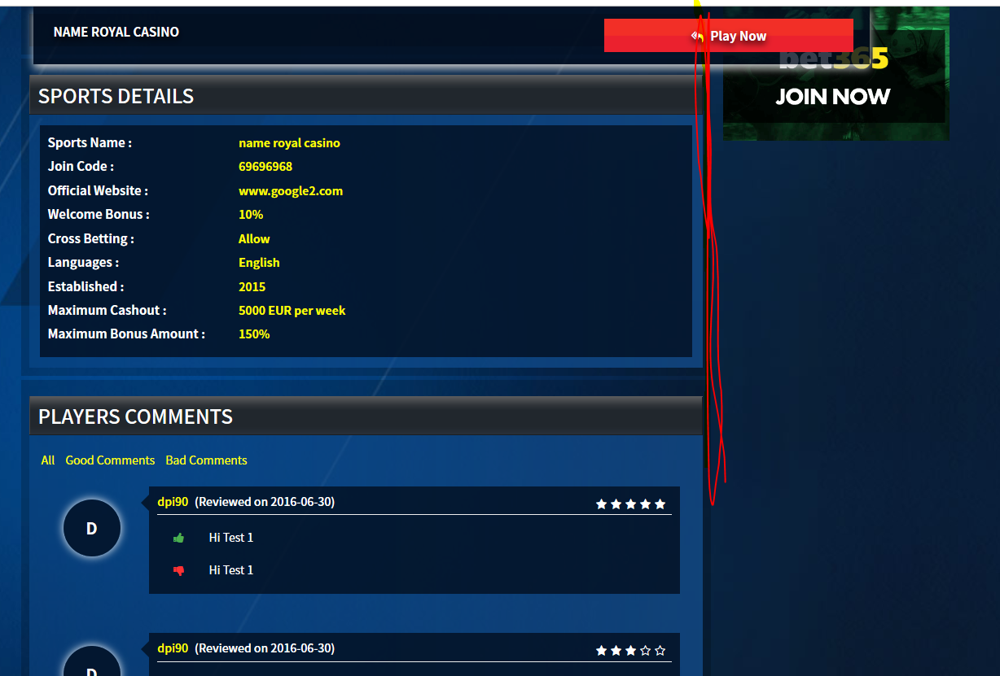 NAME ROYAL CASINO
Play Now
bet365
JOIN NOW
SPORTS DETAILS
Sports Name : name royal casino
Join Code : 69696968
Official Website : www.google2.com
Welcome Bonus : 10%
Cross Betting : Allow
Languages : English
Established : 2015
Maximum Cashout : 5000 EUR per week
Maximum Bonus Amount : 150%
PLAYERS COMMENTS
All Good Comments Bad Comments
D
dpi90 (Reviewed on 2016-06-30)
Hi Test 1
Hi Test 1
D
dpi90 (Reviewed on 2016-06-30)